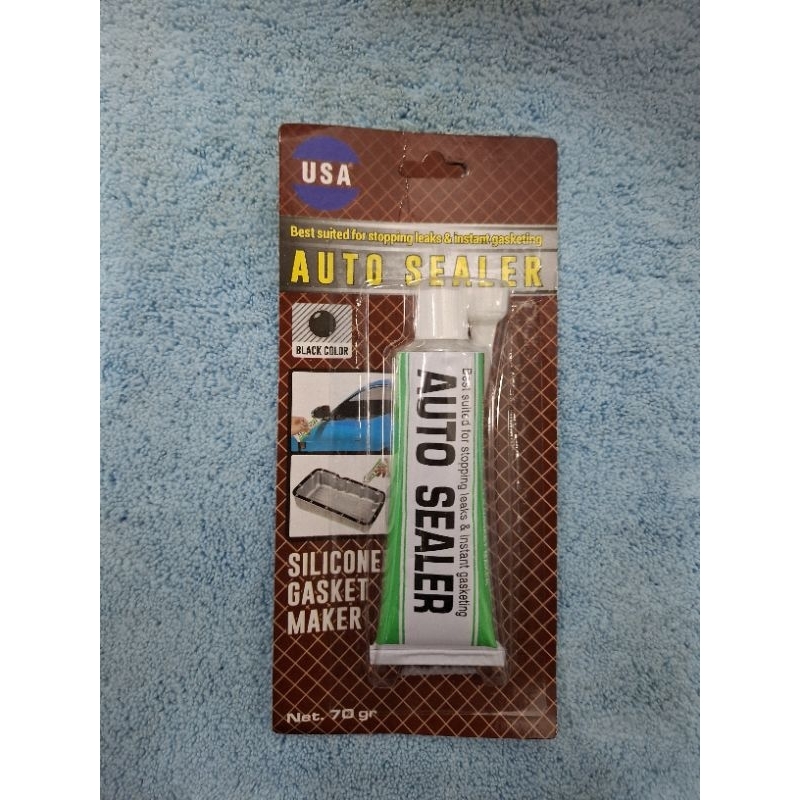 USA
Best suited for stopping leaks & instant gasketing
AUTO SEALER
BLACK COLOR
SILICONE
GASKET
MAKER
Net. 70 gr
Best suited for stopping leaks & instant gasketing
AUTO SEALER